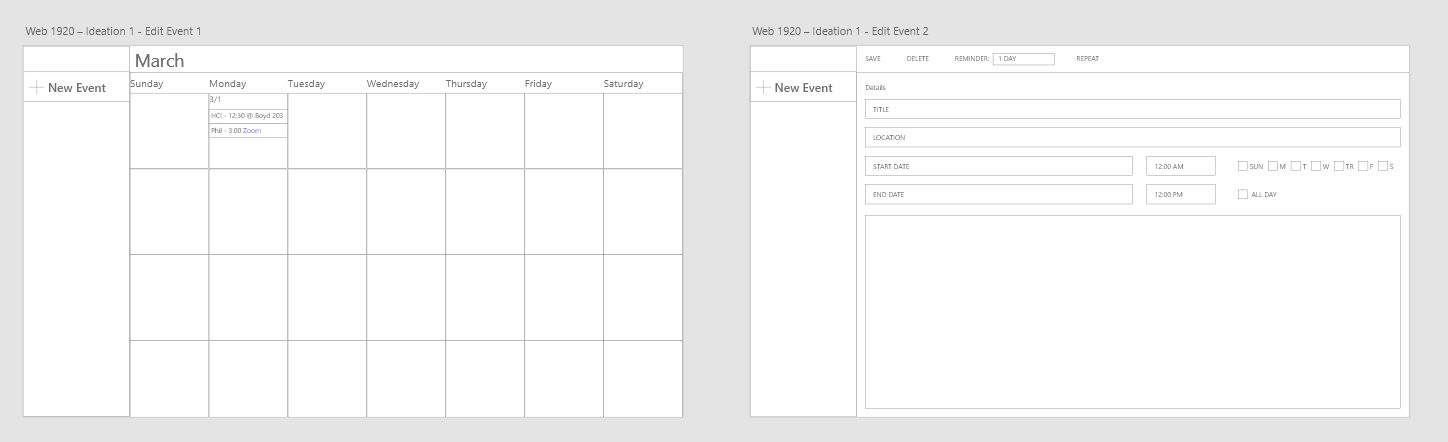 Web 1920 – Ideation 1 - Edit Event 1
March
New Event
Sunday Monday Tuesday Wednesday Thursday Friday Saturday
3/1
HCI - 12:30 @ Boyd 203
Phil - 3:00 Zoom
Web 1920 – Ideation 1 - Edit Event 2
SAVE DELETE REMINDER: 1 DAY REPEAT
New Event
Details
TITLE
LOCATION
START DATE 12:00 AM SUN M T W TR F S
END DATE 12:00 PM ALL DAY